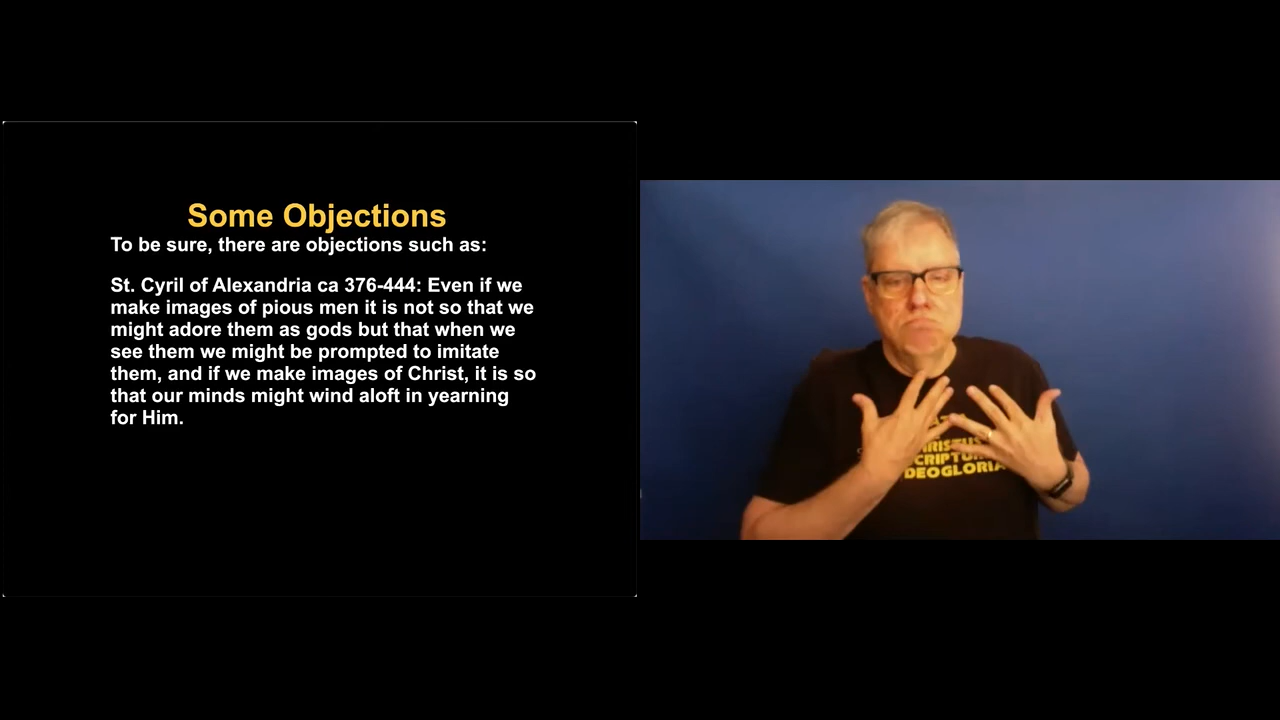 Some Objections
To be sure, there are objections such as:
St. Cyril of Alexandria ca 376-444: Even if we
make images of pious men it is not so that we
might adore them as gods but that when we
see them we might be prompted to imitate
them, and if we make images of Christ, it is so
that our minds might wind aloft in yearning
for Him.
DEOGLORIA